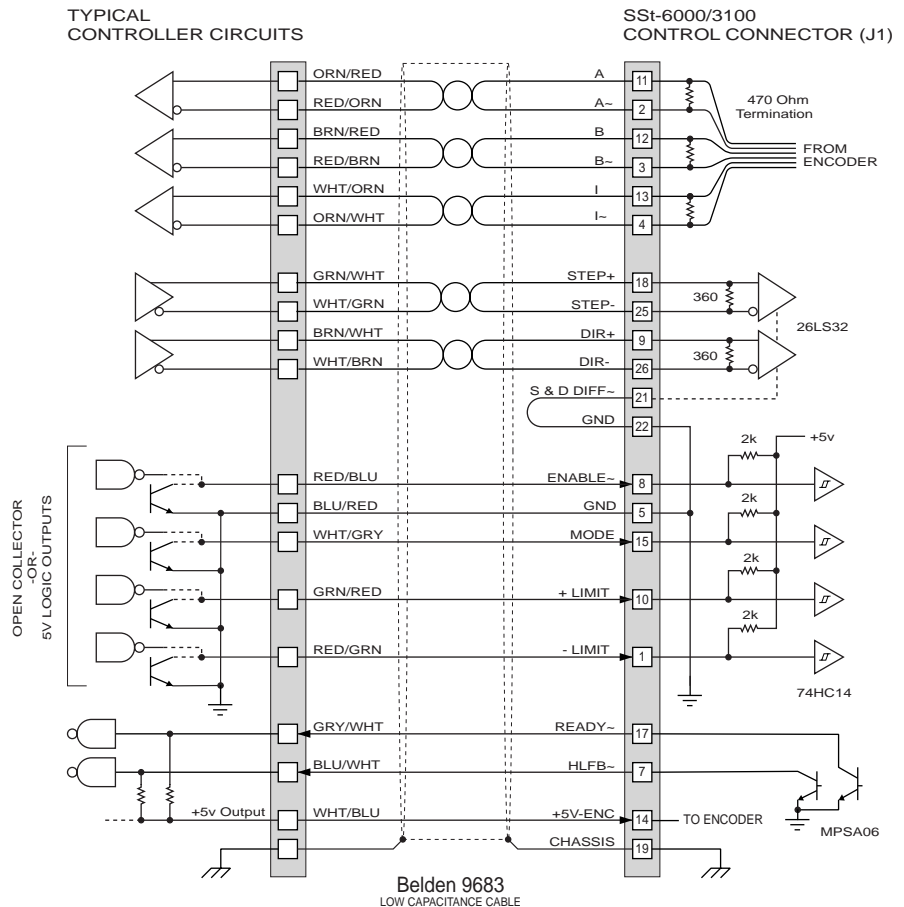 TYPICAL
CONTROLLER CIRCUITS
SSt-6000/3100
CONTROL CONNECTOR (J1)
ORN/RED A 11
RED/ORN A~ 2
470 Ohm
Termination
BRN/RED B 12
RED/BRN B~ 3
FROM
ENCODER
WHT/ORN I 13
ORN/WHT I~ 4
GRN/WHT STEP+ 18
360
WHT/GRN STEP- 25
26LS32
BRN/WHT DIR+ 9
360
WHT/BRN DIR- 26
S & D DIFF~ 21
GND 22
2k +5v
OPEN COLLECTOR
-OR-
5V LOGIC OUTPUTS
RED/BLU ENABLE~ 8
2k
BLU/RED GND 5
WHT/GRY MODE 15
2k
GRN/RED + LIMIT 10
2k
RED/GRN - LIMIT 1
74HC14
GRY/WHT READY~ 17
BLU/WHT HLFB~ 7
+5v Output WHT/BLU +5V-ENC 14 TO ENCODER
MPSA06
CHASSIS 19
Belden 9683
LOW CAPACITANCE CABLE